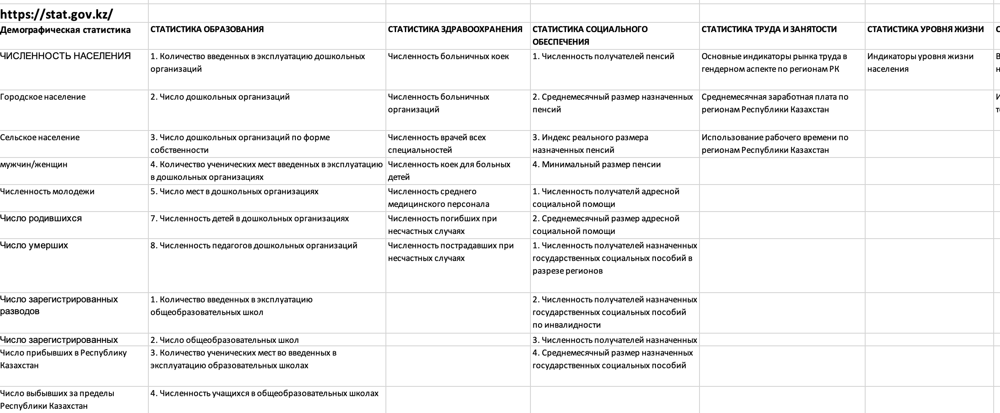 https://stat.gov.kz/
Демографическая статистика
СТАТИСТИКА ОБРАЗОВАНИЯ
СТАТИСТИКА ЗДРАВООХРАНЕНИЯ
СТАТИСТИКА СОЦИАЛЬНОГО
ОБЕСПЕЧЕНИЯ
СТАТИСТИКА ТРУДА И ЗАНЯТОСТИ
СТАТИСТИКА УРОВНЯ ЖИЗНИ
ЧИСЛЕННОСТЬ НАСЕЛЕНИЯ
1. Количество введенных в эксплуатацию дошкольных
организаций
Численность больничных коек
1. Численность получателей пенсий
Основные индикаторы рынка труда в
гендерном аспекте по регионам РК
Индикаторы уровня жизни
населения
Городское население
2. Число дошкольных организаций
Численность больничных
организаций
2. Среднемесячный размер назначенных
пенсий
Среднемесячная заработная плата по
регионам Республики Казахстан
Сельское население
3. Число дошкольных организаций по форме
собственности
Численность врачей всех
специальностей
3. Индекс реального размера
назначенных пенсий
Использование рабочего времени по
регионам Республики Казахстан
мужчин/женщин
4. Количество ученических мест введенных в эксплуатацию
в дошкольных организациях
Численность коек для больных
детей
4. Минимальный размер пенсии
Численность молодежи
5. Число мест в дошкольных организациях
Численность среднего
медицинского персонала
1. Численность получателй адресной
социальной помощи
Число родившихся
7. Численность детей в дошкольных организациях
Численность погибших при
несчастных случаях
2. Среднемесячный размер адресной
социальной помощи
Число умерших
8. Численность педагогов дошкольных организаций
Численность пострадавших при
несчастных случаях
1. Численность получателей назначенных
государственных социальных пособий в
разрезе регионов
Число зарегистрированных
разводов
1. Количество введенных в эксплуатацию
общеобразовательных школ
2. Численность получателей назначенных
государственных социальных пособий
по инвалидности
Число зарегистрированных
2. Число общеобразовательных школ
3. Численность получателей назначенных
Число прибывших в Республику
Казахстан
3. Количество ученических мест во введенных в
эксплуатацию образовательных школах
4. Среднемесячный размер назначенных
государственных социальных пособий
Число выбывших за пределы
Республики Казахстан
4. Численность учащихся в общеобразовательных школах